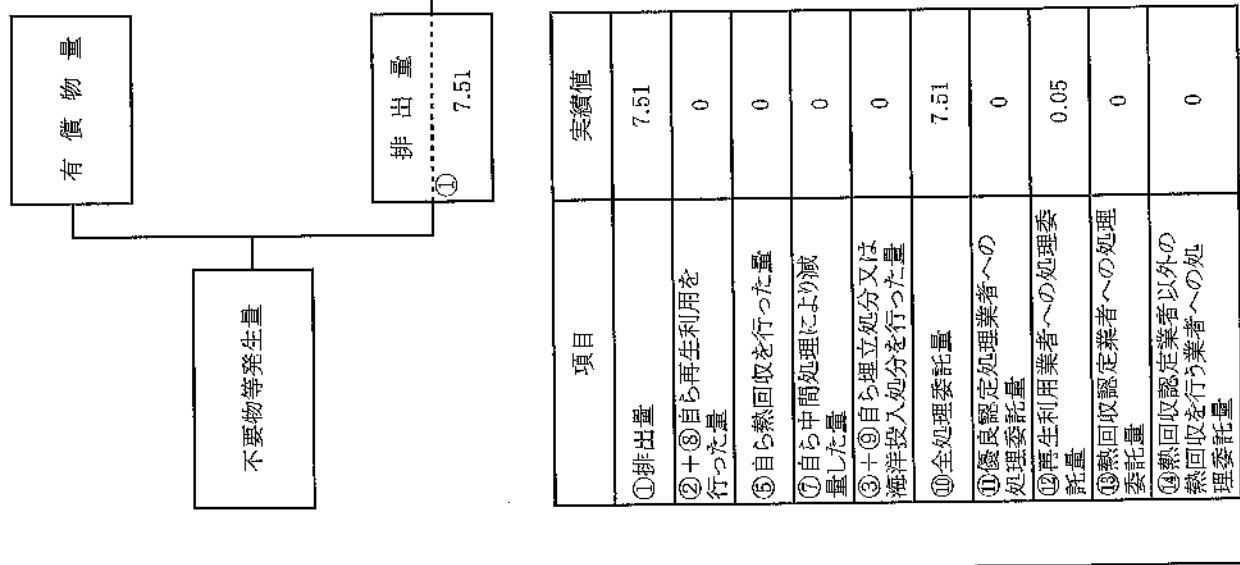 有償物量
不要物等発生量
排出量
①
7.51
項目
実績値
①排出量
7.51
②+⑧自ら再生利用を
行った量
0
⑤自ら熱回収を行った量
0
⑦自ら中間処理により減
量した量
0
③+⑨自ら埋立処分又は
海洋投入処分を行った量
0
⑩全処理委託量
7.51
⑪優良認定処理業者への
処理委託量
0
⑫再生利用業者への処理委
託量
0.05
⑬熱回収認定業者への処理
委託量
0
⑭熱回収認定業者以外の
熱回収を行う業者への処
理委託量
0